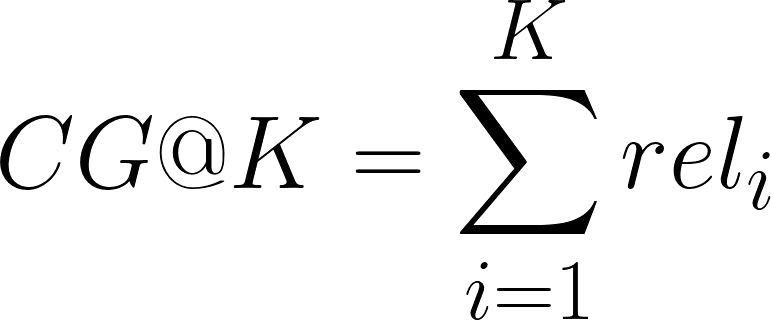 CG@K = \sum_{i=1}^{K} rel_i